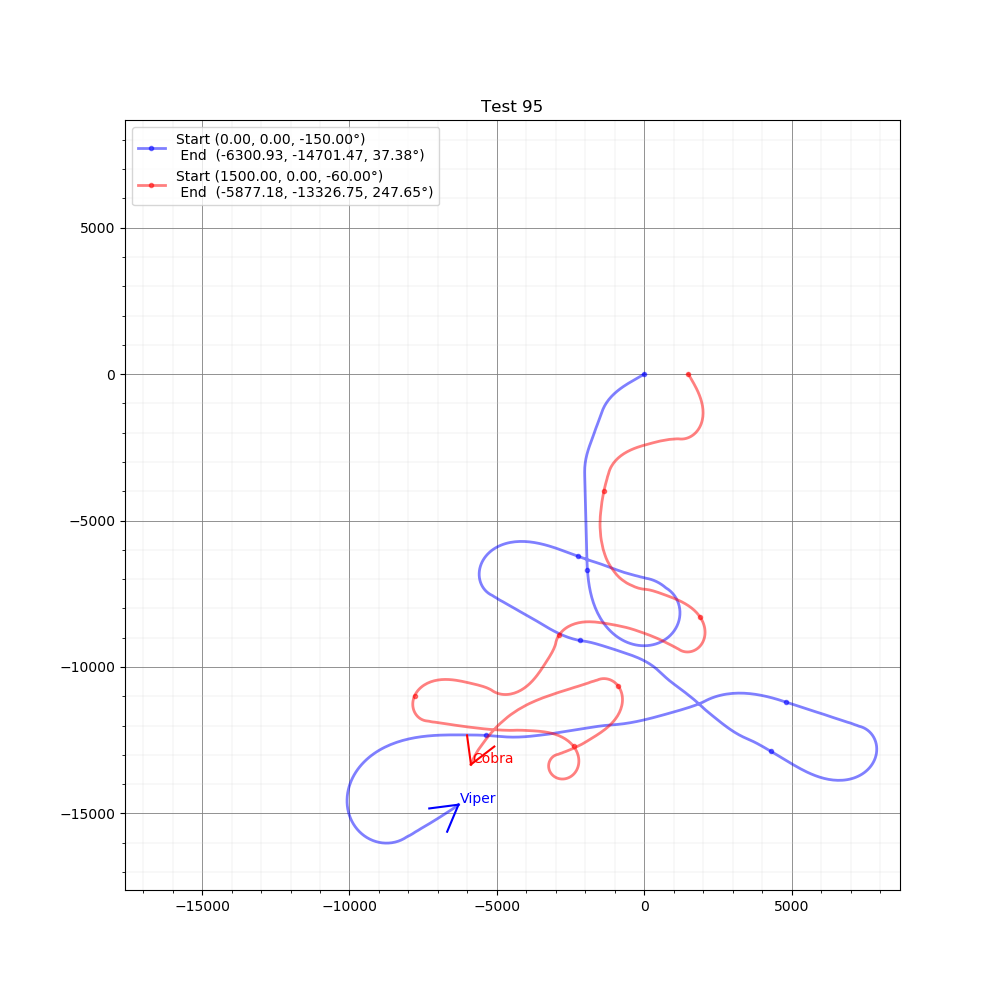 Test 95
Start (0.00, 0.00, -150.00°)
End  (-6300.93, -14701.47, 37.38°)
Start (1500.00, 0.00, -60.00°)
End  (-5877.18, -13326.75, 247.65°)
5000
0
−5000
−10000
−15000
Cobra
Viper
−15000
−10000
−5000
0
5000